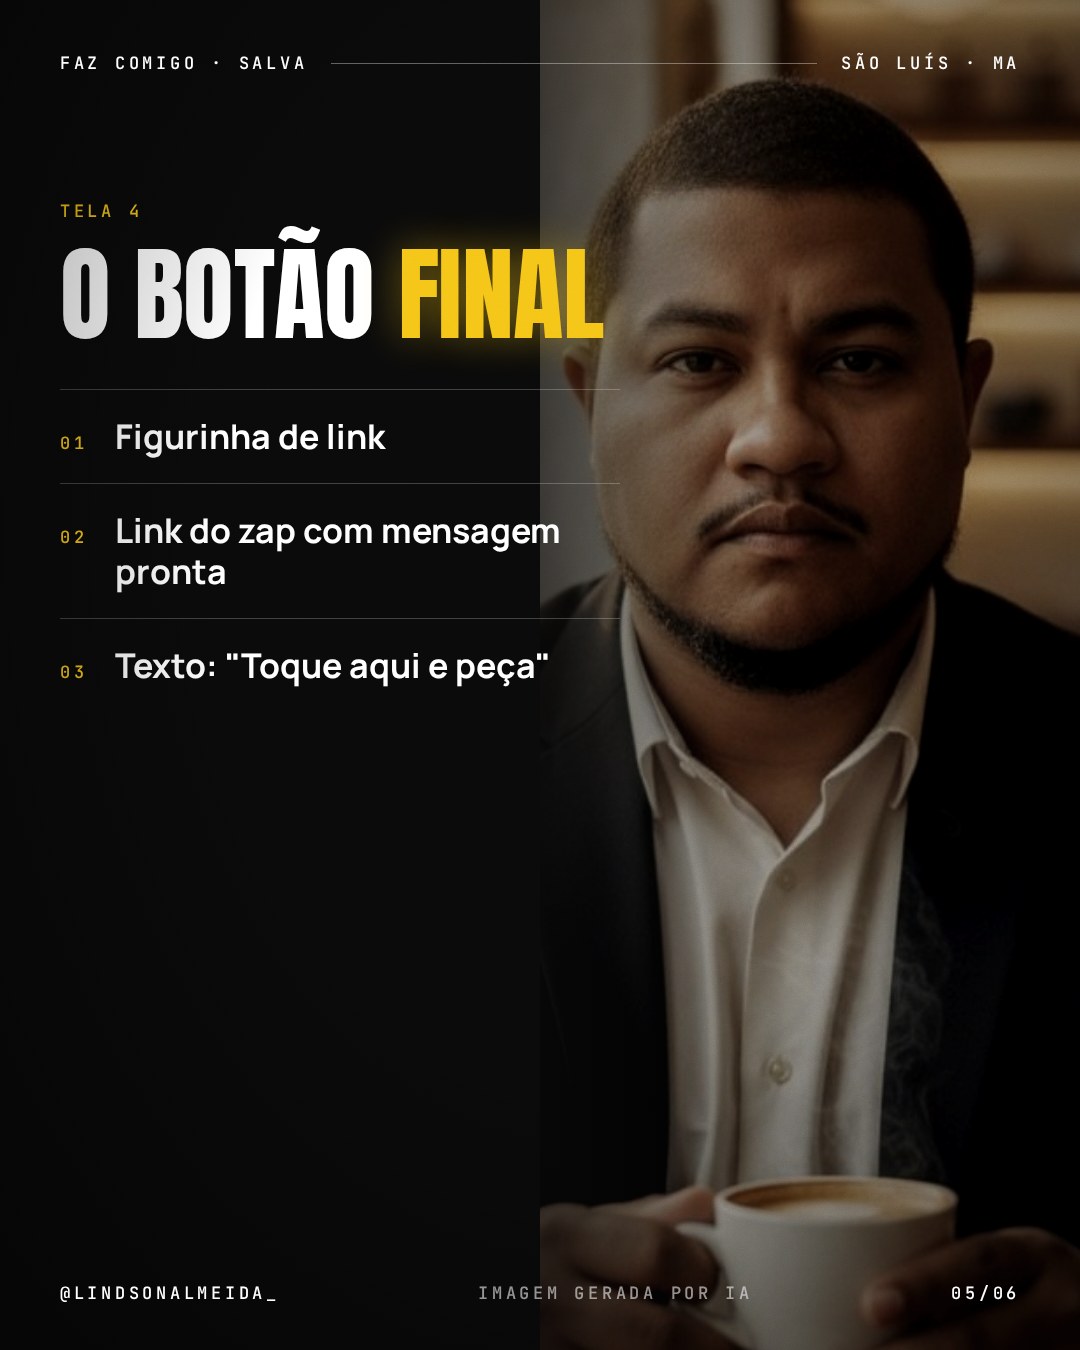 FAZ COMIGO · SALVA
SÃO LUÍS · MA
TELA 4
O BOTÃO FINAL
01 Figurinha de link
02 Link do zap com mensagem
pronta
03 Texto: "Toque aqui e peça"
@LINDSONALMEIDA_
IMAGEM GERADA POR IA
05/06